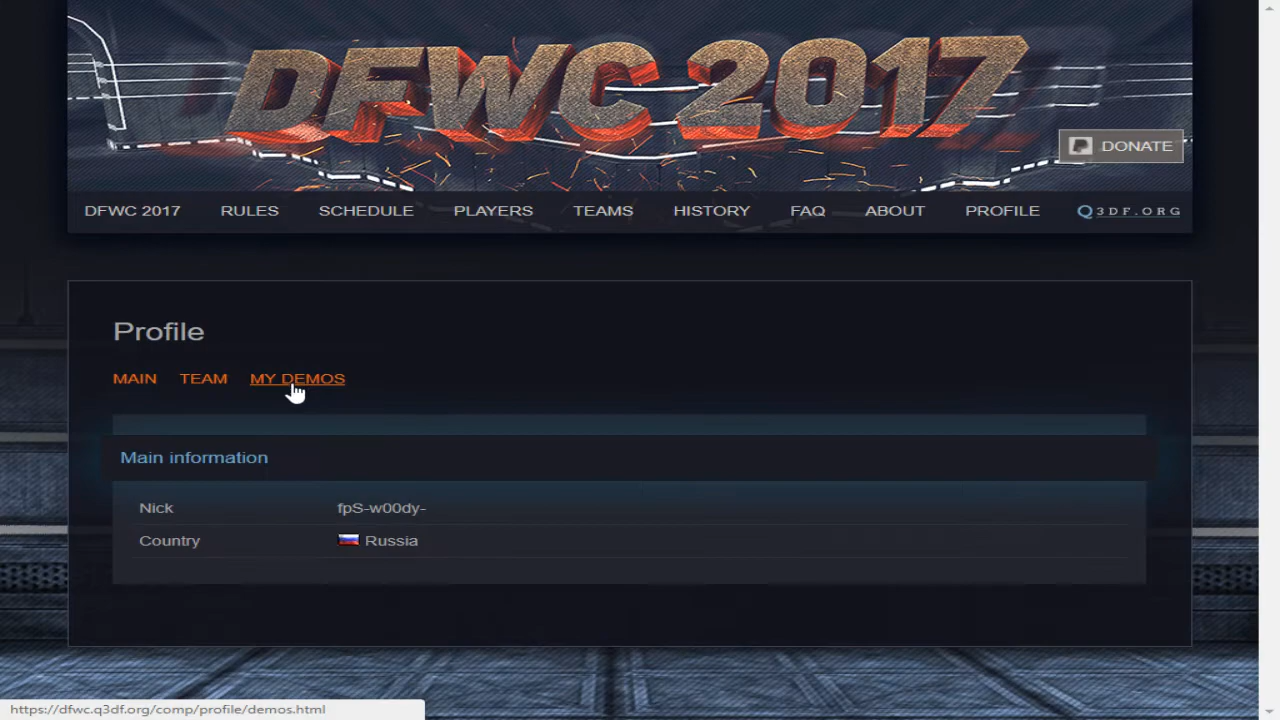 DFWC 2017
DONATE
DFWC 2017 RULES SCHEDULE PLAYERS TEAMS HISTORY FAQ ABOUT PROFILE Q3DF.ORG
Profile
MAIN TEAM MY DEMOS
Main information
Nick fpS-w00dy-
Country Russia
https://dfwc.q3df.org/comp/profile/demos.html